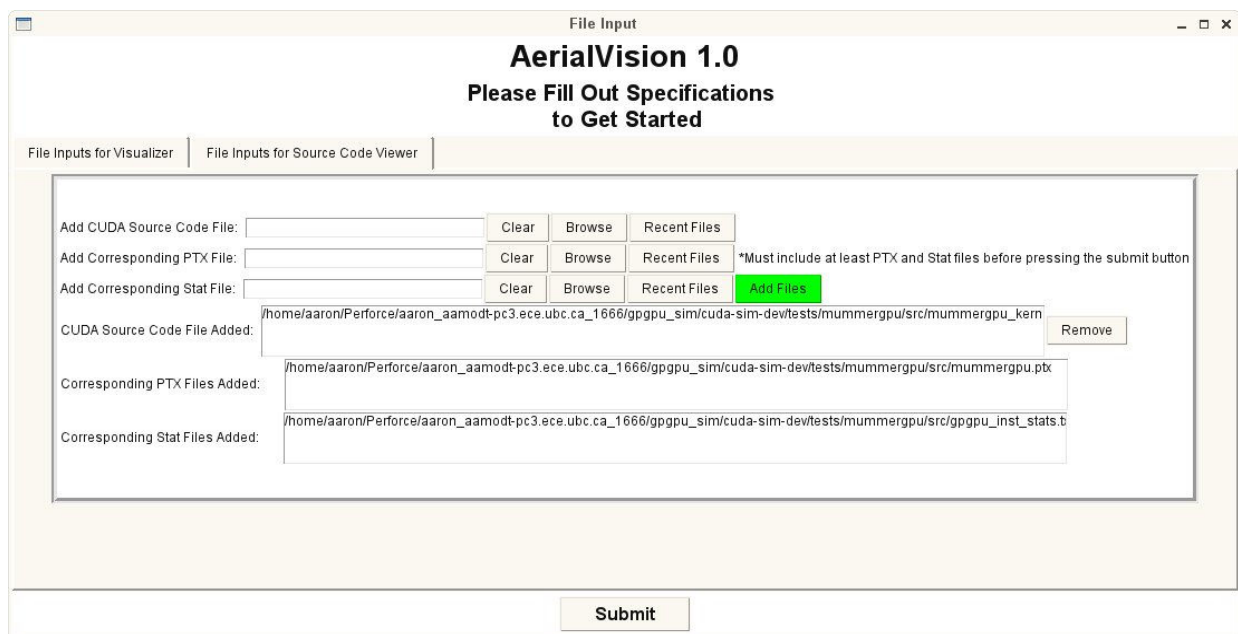 File Input
AerialVision 1.0
Please Fill Out Specifications
to Get Started
File Inputs for Visualizer File Inputs for Source Code Viewer
Add CUDA Source Code File: Clear Browse Recent Files
Add Corresponding PTX File: Clear Browse Recent Files *Must include at least PTX and Stat files before pressing the submit button
Add Corresponding Stat File: Clear Browse Recent Files Add Files
/home/aaron/Perforce/aaron_aamodt-pc3.ece.ubc.ca_1666/gpgpu_sim/cuda-sim-dev/tests/mummergpu/src/mummergpu_kern
CUDA Source Code File Added: Remove
/home/aaron/Perforce/aaron_aamodt-pc3.ece.ubc.ca_1666/gpgpu_sim/cuda-sim-dev/tests/mummergpu/src/mummergpu.ptx
Corresponding PTX Files Added:
/home/aaron/Perforce/aaron_aamodt-pc3.ece.ubc.ca_1666/gpgpu_sim/cuda-sim-dev/tests/mummergpu/src/gpgpu_inst_stats.t
Corresponding Stat Files Added:
Submit